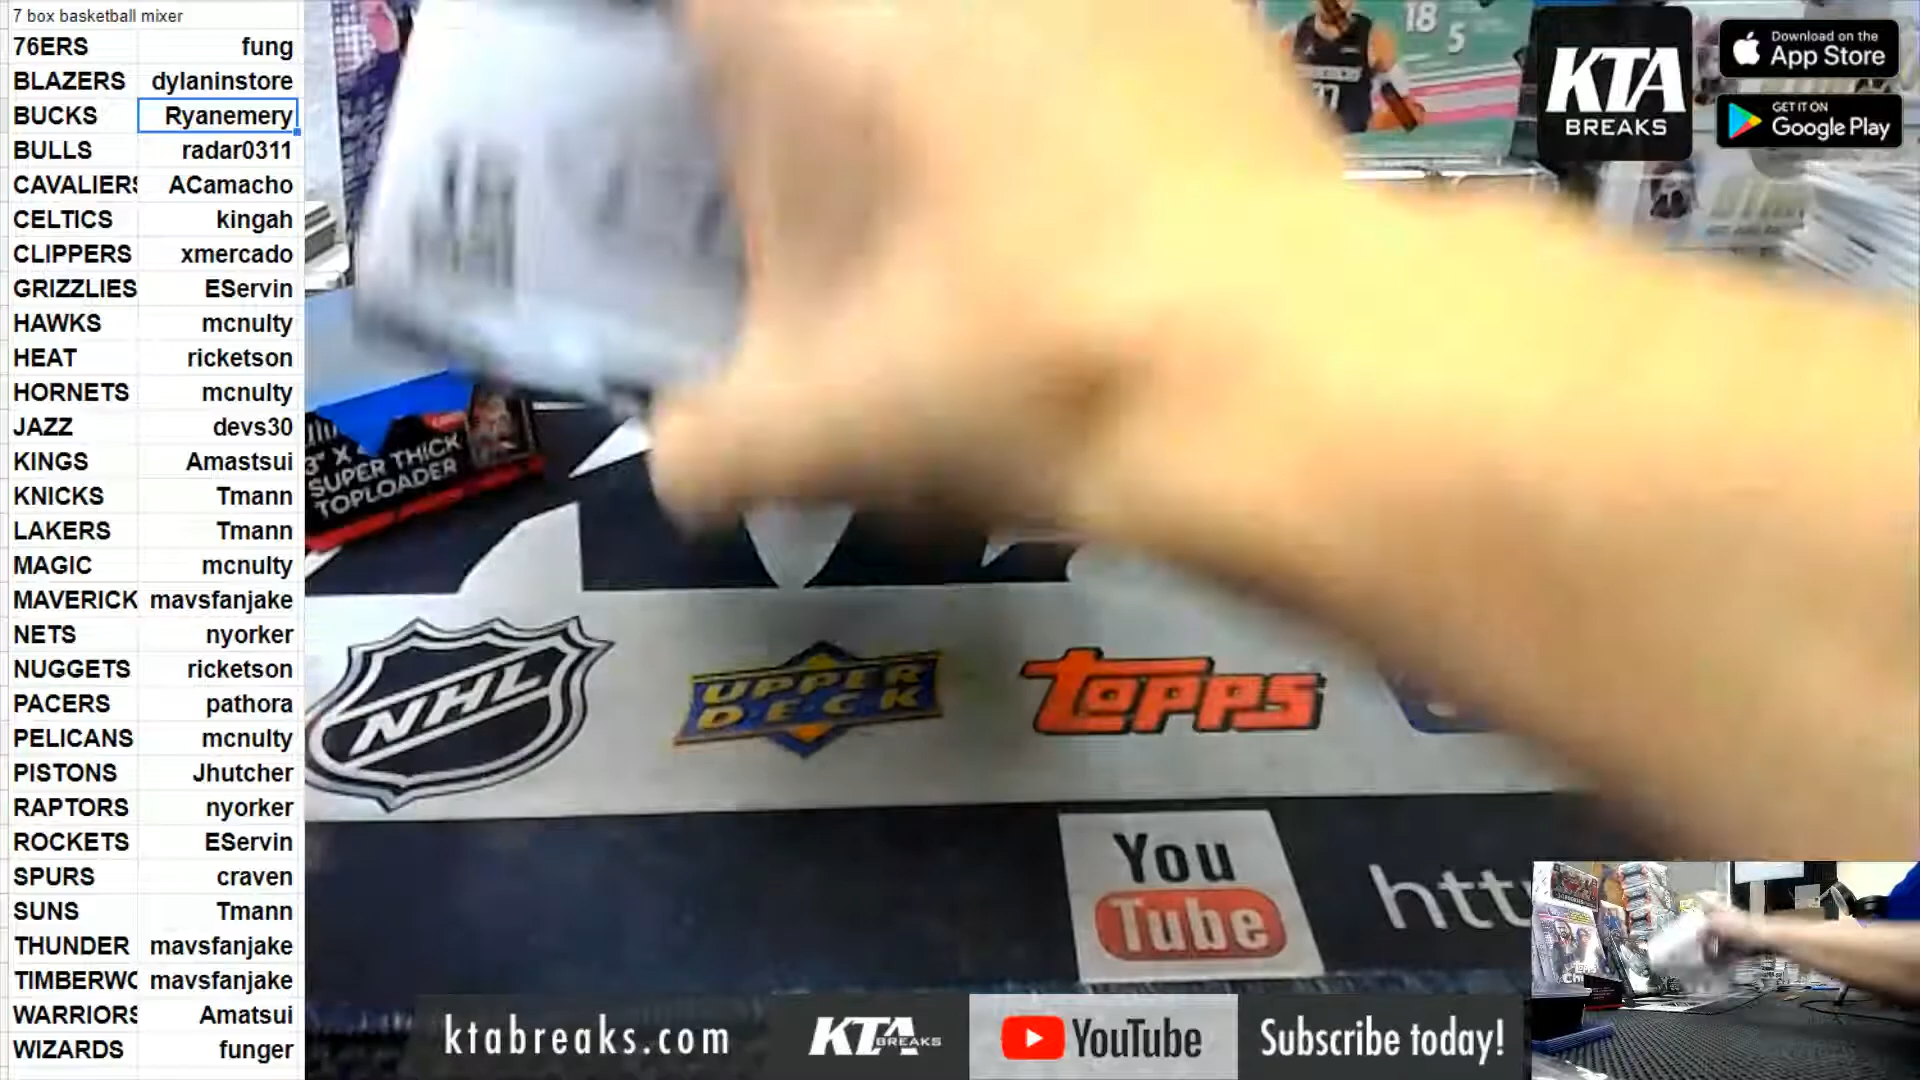 7 box basketball mixer
76ERS fung
BLAZERS dylaninstore
BUCKS Ryanemery
BULLS radar0311
CAVALIERS ACamacho
CELTICS kingah
CLIPPERS xmercado
GRIZZLIES EServin
HAWKS mcnulty
HEAT ricketson
HORNETS mcnulty
JAZZ devs30
KINGS Amastsui
KNICKS Tmann
LAKERS Tmann
MAGIC mcnulty
MAVERICK mavsfanjake
NETS nyorker
NUGGETS ricketson
PACERS pathora
PELICANS mcnulty
PISTONS Jhutcher
RAPTORS nyorker
ROCKETS EServin
SPURS craven
SUNS Tmann
THUNDER mavsfanjake
TIMBERWO mavsfanjake
WARRIORS Amatsui
WIZARDS funger
18
5
KTA
BREAKS
Download on the
App Store
GET IT ON
Google Play
3" X
SUPER THICK
TOPLOADER
NHL
UPPER
DECK
topps
You
Tube
htt
ktabreaks.com
KTA
BREAKS
YouTube
Subscribe today!